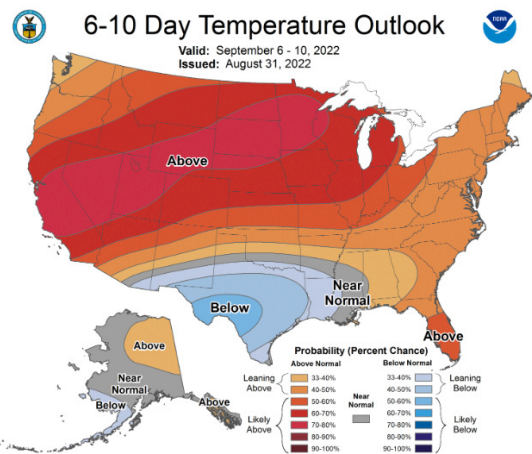 6-10 Day Temperature Outlook
Valid: September 6 - 10, 2022
Issued: August 31, 2022
NOAA
Above
Near
Normal
Below
Above
Above
Near
Normal
Below
Above
Probability (Percent Chance)
Above Normal
Below Normal
Leaning
Above
33-40%
40-50%
Likely
Above
50-60%
60-70%
70-80%
80-90%
90-100%
Near
Normal
33-40%
40-50%
Leaning
Below
50-60%
60-70%
70-80%
80-90%
90-100%
Likely
Below